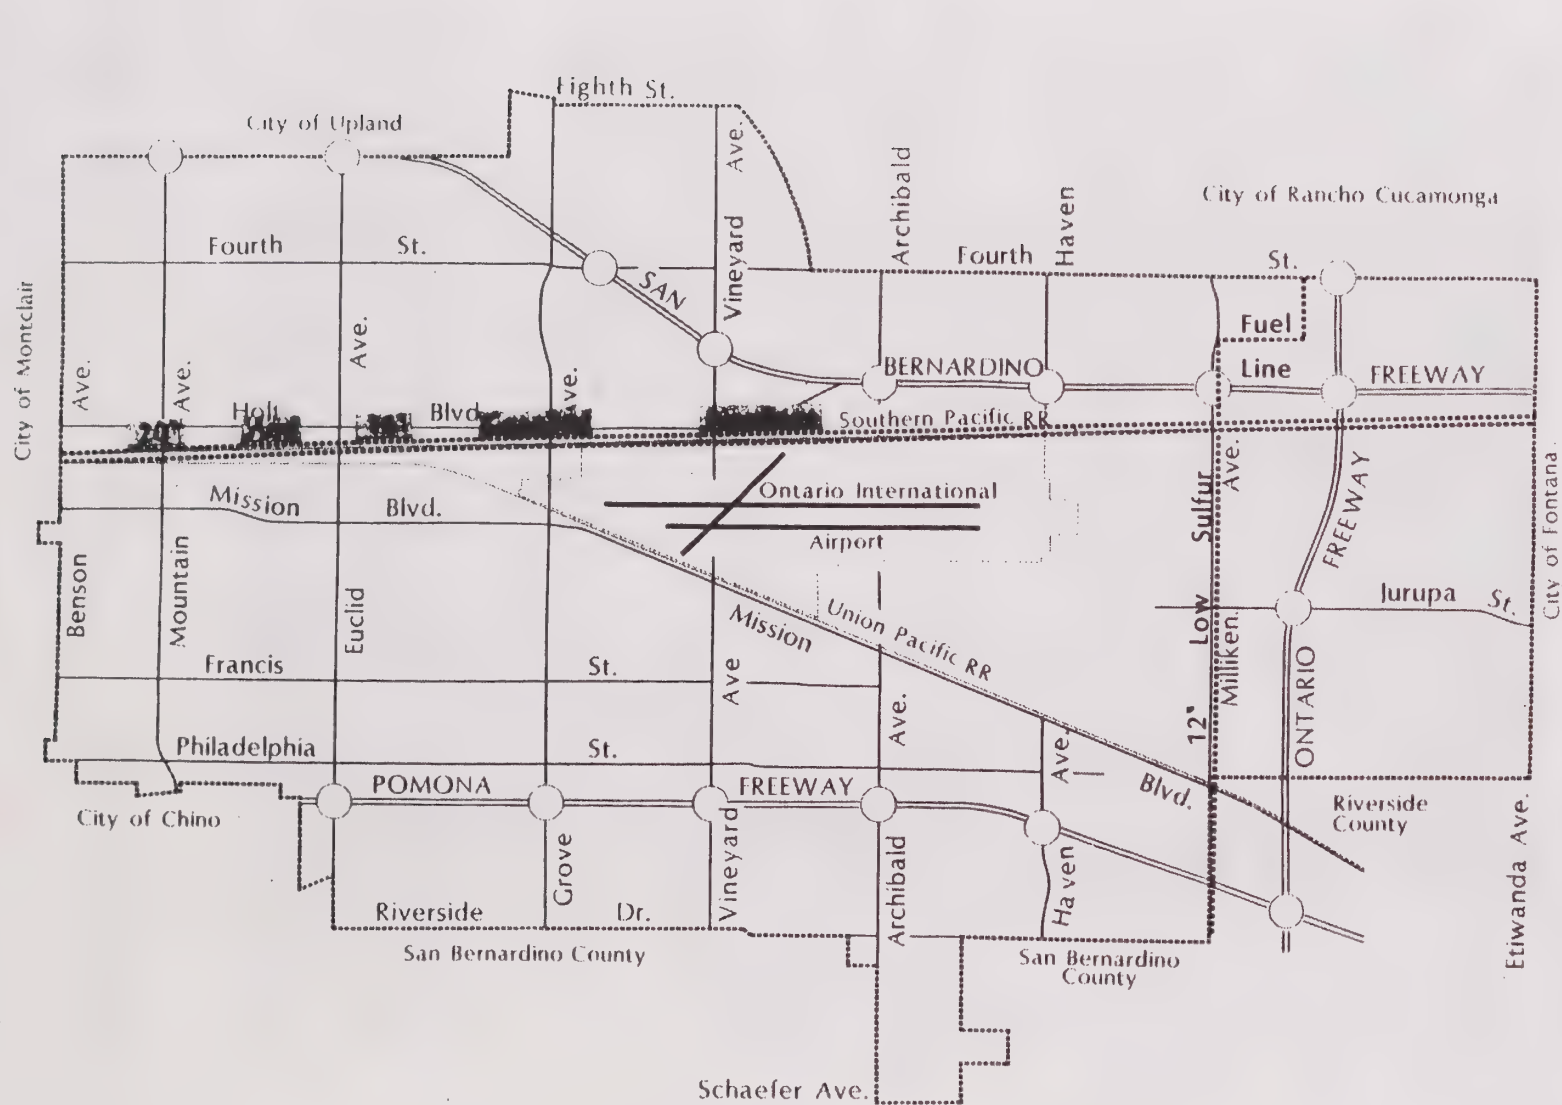 Eighth St.
City of Upland
Ave.
Archibald
Haven
City of Rancho Cucamonga
Fourth St.
Fourth St.
SAN
Vineyard
City of Montclair
Ave.
Ave.
Ave.
Ave.
Fuel
Line
BERNARDINO
FREEWAY
Holt Blvd
Southern Pacific RR
Mission Blvd.
Ontario International
Airport
Sulfur
Ave.
FREEWAY
City of Fontana
Benson
Mountain
Euclid
Mission
Union Pacific RR
Low
Jurupa St.
Francis St.
Ave
Ave.
Milliken
ONTARIO
12"
Philadelphia St.
Ave.
Blvd.
POMONA FREEWAY
City of Chino
Riverside
County
Grove
Vineyard
Archibald
Haven
Etiwanda Ave.
Riverside Dr.
San Bernardino County
San Bernardino
County
Schaefer Ave.